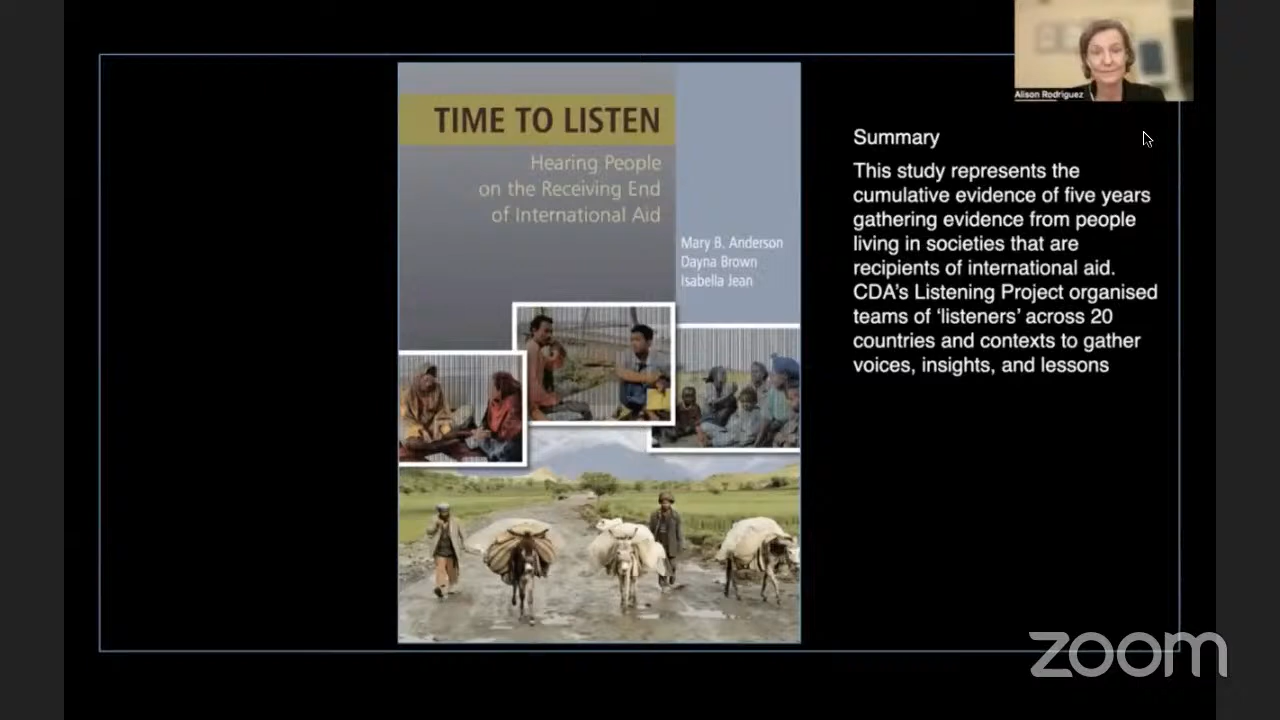 TIME TO LISTEN
Hearing People
on the Receiving End
of International Aid
Mary B. Anderson
Dayna Brown
Isabella Jean
Alison Rodriguez
Summary
This study represents the
cumulative evidence of five years
gathering evidence from people
living in societies that are
recipients of international aid.
CDA’s Listening Project organised
teams of ‘listeners’ across 20
countries and contexts to gather
voices, insights, and lessons
zoom